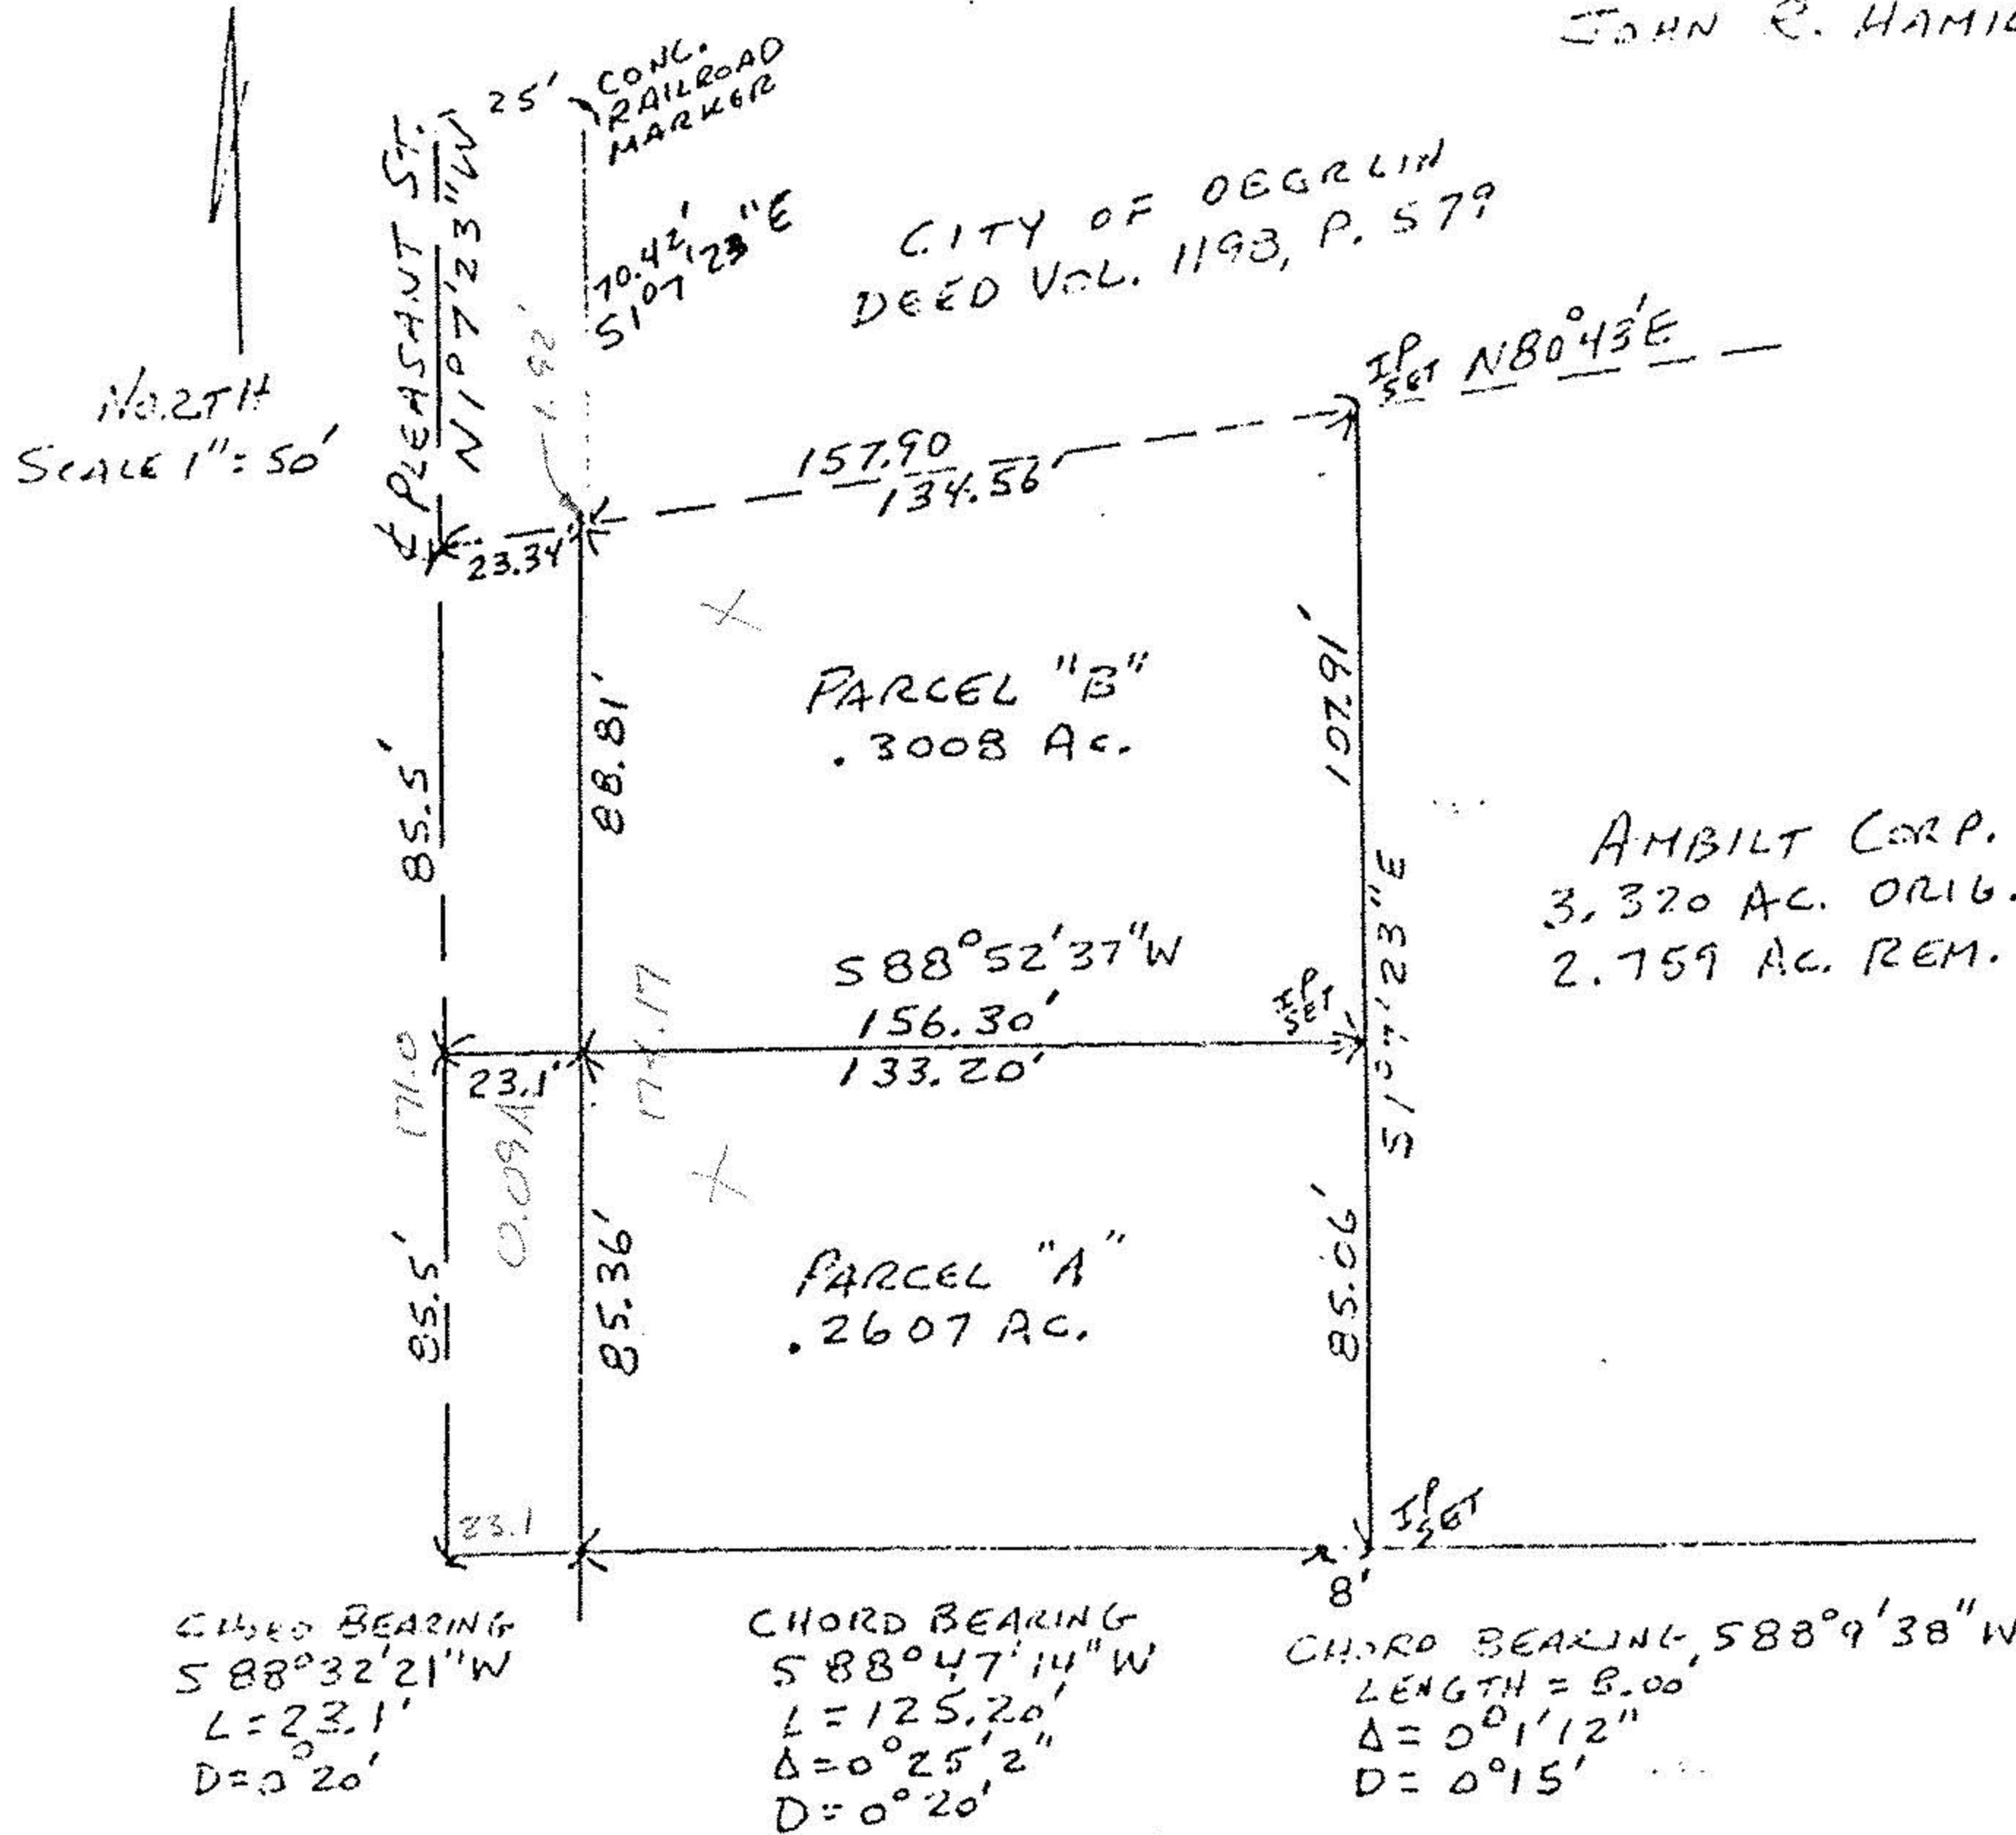 JOHN R. HAMIL
25'
CONC.
RAILROAD
MARKER
℄ PLEASANT ST.
N1°7'23"W
70.42'
S1°07'23"E
1.92'
CITY OF OEGRLIN
DEED VOL. 1193, P. 579
NORTH
SCALE 1" = 50'
IP
SET
N80°43'E
157.90
134.56'
23.34'
PARCEL "B"
.3008 AC.
85.5'
88.81'
107.91'
S1°7'23"E
AMBILT CORP.
3.320 AC. ORIG.
2.759 AC. REM.
S88°52'37"W
156.30'
133.20'
IP
SET
23.1'
171.0
174.17
0.09A
PARCEL "A"
.2607 AC.
85.5'
85.36'
85.06'
IP
SET
23.1
8'
CHORD BEARING
S88°32'21"W
L=23.1'
D=0°20'
CHORD BEARING
S88°47'14"W
L=125.20'
Δ=0°25'2"
D=0°20'
CHORD BEARING, S88°9'38"W
LENGTH = 8.00'
Δ=0°1'12"
D=0°15'